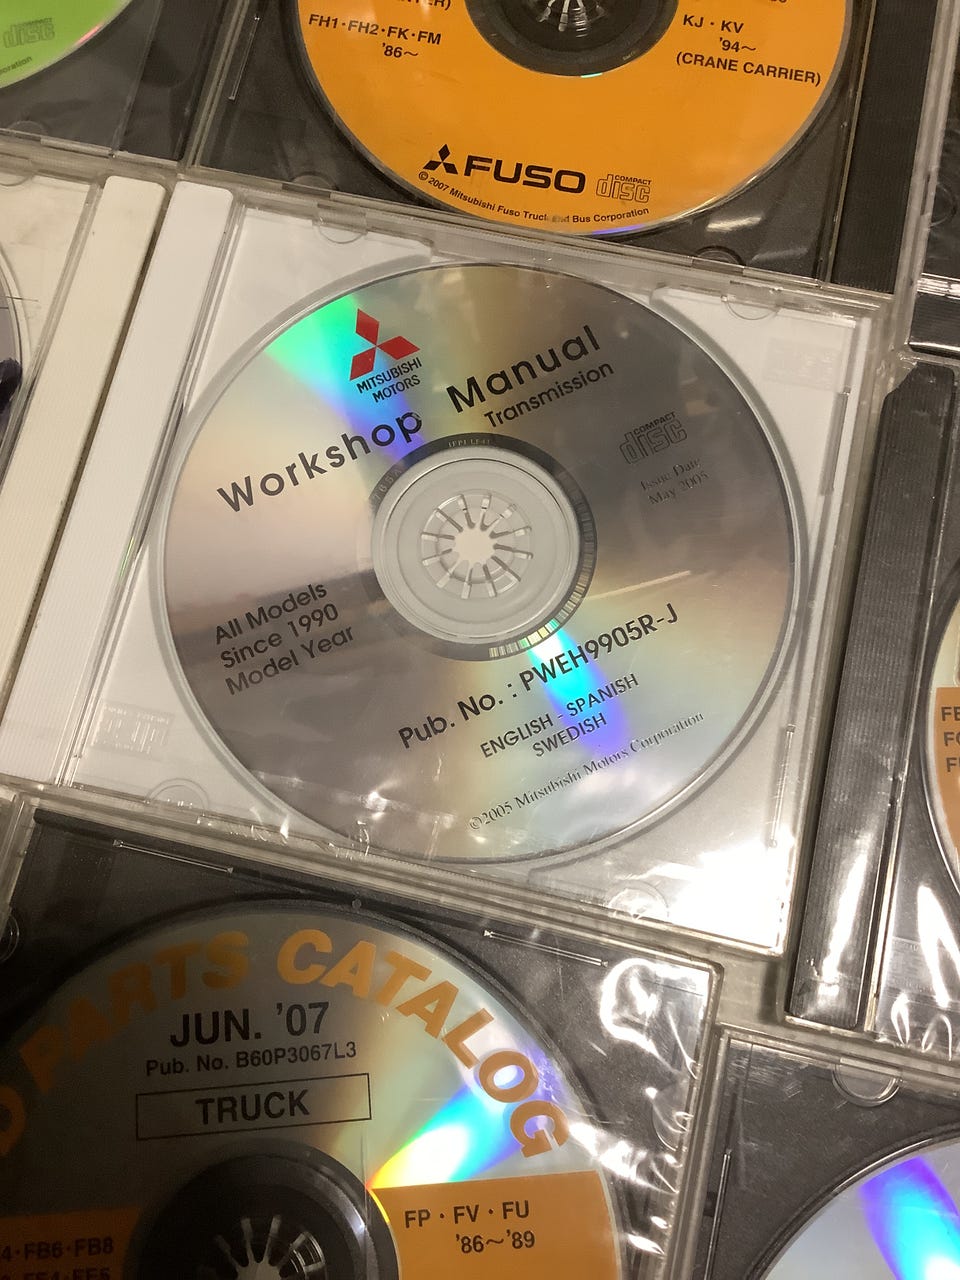 FH1・FH2・FK・FM
'86～
KJ・KV
'94～
(CRANE CARRIER)
FUSO
COMPACT
disc
© 2007 Mitsubishi Fuso Truck and Bus Corporation
MITSUBISHI
MOTORS
Workshop Manual
Transmission
COMPACT
disc
Issue Date
May 2005
All Models
Since 1990
Model Year
Pub. No. : PWEH9905R-J
ENGLISH - SPANISH
SWEDISH
©2005 Mitsubishi Motors Corporation
PARTS CATALOG
JUN. '07
Pub. No. B60P3067L3
TRUCK
FP・FV・FU
'86～'89
FB6・FB8